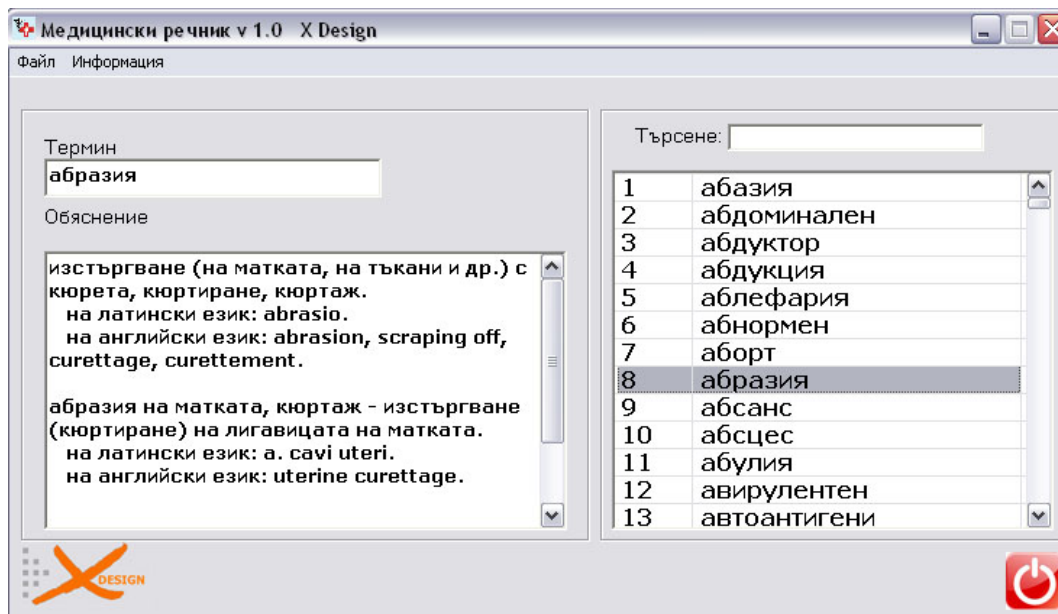 Медицински речник v 1.0 X Design
Файл Информация
Термин
абразия
Обяснение
изстъргване (на матката, на тъкани и др.) с
кюрета, кюртиране, кюртаж.
на латински език: abrasio.
на английски език: abrasion, scraping off,
curettage, curettement.
абразия на матката, кюртаж - изстъргване
(кюртиране) на лигавицата на матката.
на латински език: a. cavi uteri.
на английски език: uterine curettage.
Търсене:
1 абазия
2 абдоминален
3 абдуктор
4 абдукция
5 аблефария
6 абнормен
7 аборт
8 абразия
9 абсанс
10 абсцес
11 абулия
12 авирулентен
13 автоантигени
X DESIGN